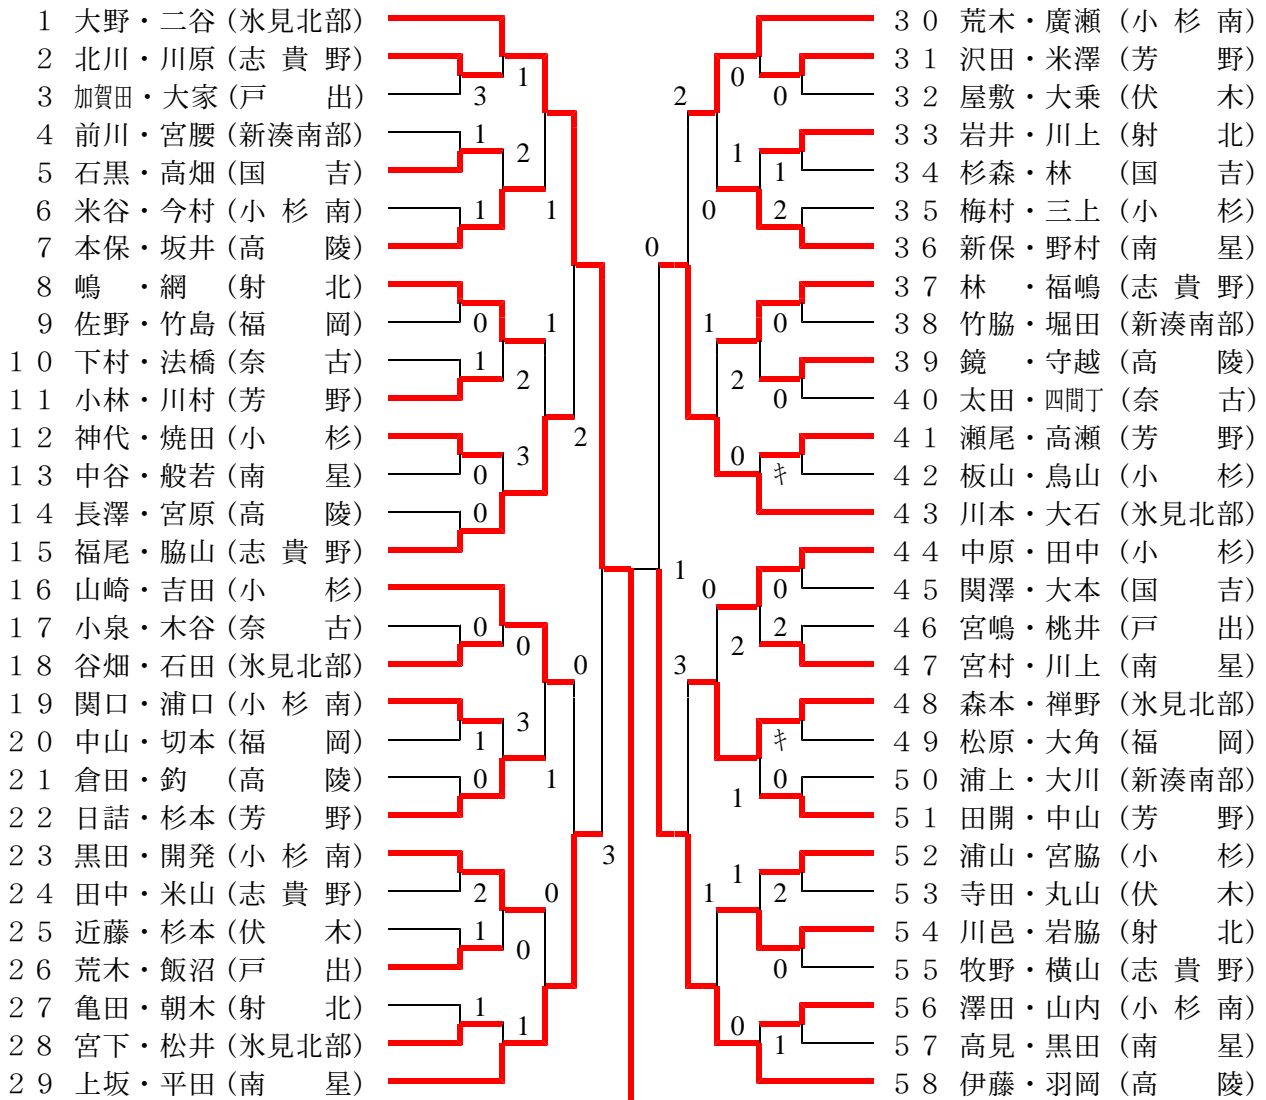 1 大野・二谷 (氷見北部)
2 北川・川原 (志 貴 野)
3 加賀田・大家 (戸 出)
4 前川・宮腰 (新湊南部)
5 石黒・高畑 (国 吉)
6 米谷・今村 (小 杉 南)
7 本保・坂井 (高 陵)
8 嶋 ・網 (射 北)
9 佐野・竹島 (福 岡)
10 下村・法橋 (奈 古)
11 小林・川村 (芳 野)
12 神代・焼田 (小 杉)
13 中谷・般若 (南 星)
14 長澤・宮原 (高 陵)
15 福尾・脇山 (志 貴 野)
16 山崎・吉田 (小 杉)
17 小泉・木谷 (奈 古)
18 谷畑・石田 (氷見北部)
19 関口・浦口 (小 杉 南)
20 中山・切本 (福 岡)
21 倉田・釣 (高 陵)
22 日詰・杉本 (芳 野)
23 黒田・開発 (小 杉 南)
24 田中・米山 (志 貴 野)
25 近藤・杉本 (伏 木)
26 荒木・飯沼 (戸 出)
27 亀田・朝木 (射 北)
28 宮下・松井 (氷見北部)
29 上坂・平田 (南 星)
1
3
1
2
1
1
0
1
1
2
2
3
0
0
0
0
0
3
1
0
1
3
2
0
1
0
1
1
0
1
2
0
0
1
1
0
2
1
0
2
0
0
キ
0
0
2
2
3
キ
0
1
1
1
2
0
0
1
30 荒木・廣瀬 (小 杉 南)
31 沢田・米澤 (芳 野)
32 屋敷・大乗 (伏 木)
33 岩井・川上 (射 北)
34 杉森・林 (国 吉)
35 梅村・三上 (小 杉)
36 新保・野村 (南 星)
37 林 ・福嶋 (志 貴 野)
38 竹脇・堀田 (新湊南部)
39 鏡 ・守越 (高 陵)
40 太田・四間丁 (奈 古)
41 瀬尾・高瀬 (芳 野)
42 板山・鳥山 (小 杉)
43 川本・大石 (氷見北部)
44 中原・田中 (小 杉)
45 関澤・大本 (国 吉)
46 宮嶋・桃井 (戸 出)
47 宮村・川上 (南 星)
48 森本・禅野 (氷見北部)
49 松原・大角 (福 岡)
50 浦上・大川 (新湊南部)
51 田開・中山 (芳 野)
52 浦山・宮脇 (小 杉)
53 寺田・丸山 (伏 木)
54 川邑・岩脇 (射 北)
55 牧野・横山 (志 貴 野)
56 澤田・山内 (小 杉 南)
57 高見・黒田 (南 星)
58 伊藤・羽岡 (高 陵)